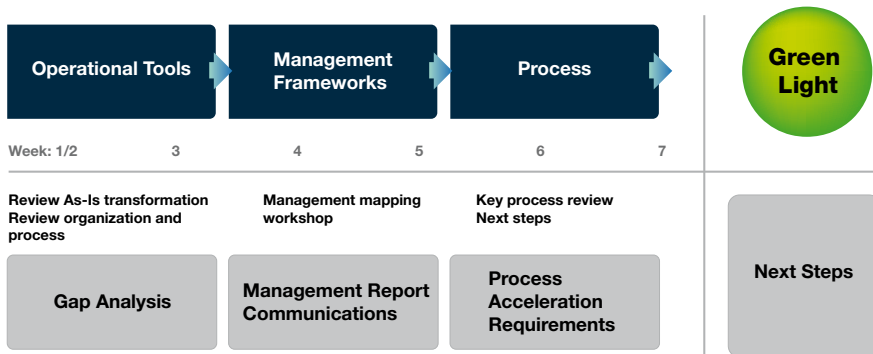 Operational Tools
Management
Frameworks
Process
Green
Light
Week: 1/2 3 4 5 6 7
Review As-Is transformation
Review organization and
process
Management mapping
workshop
Key process review
Next steps
Gap Analysis
Management Report
Communications
Process
Acceleration
Requirements
Next Steps